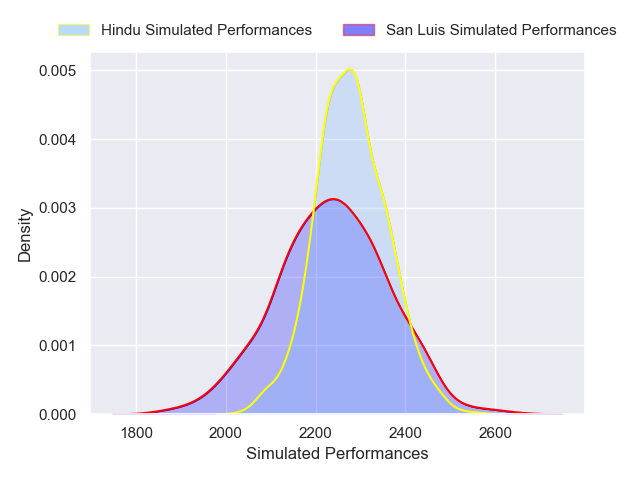 Hindu Simulated Performances San Luis Simulated Performances
0.005
0.004
0.003
0.002
0.001
0.000
Density
1800 2000 2200 2400 2600
Simulated Performances